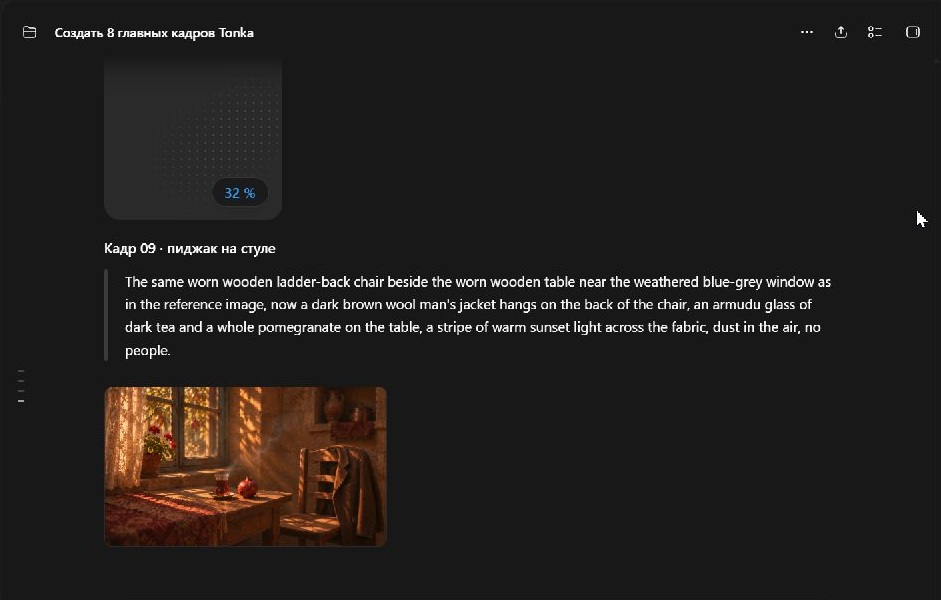 Создать 8 главных кадров Tonka
32 %
Кадр 09 · пиджак на стуле
The same worn wooden ladder-back chair beside the worn wooden table near the weathered blue-grey window as
in the reference image, now a dark brown wool man's jacket hangs on the back of the chair, an armudu glass of
dark tea and a whole pomegranate on the table, a stripe of warm sunset light across the fabric, dust in the air, no
people.